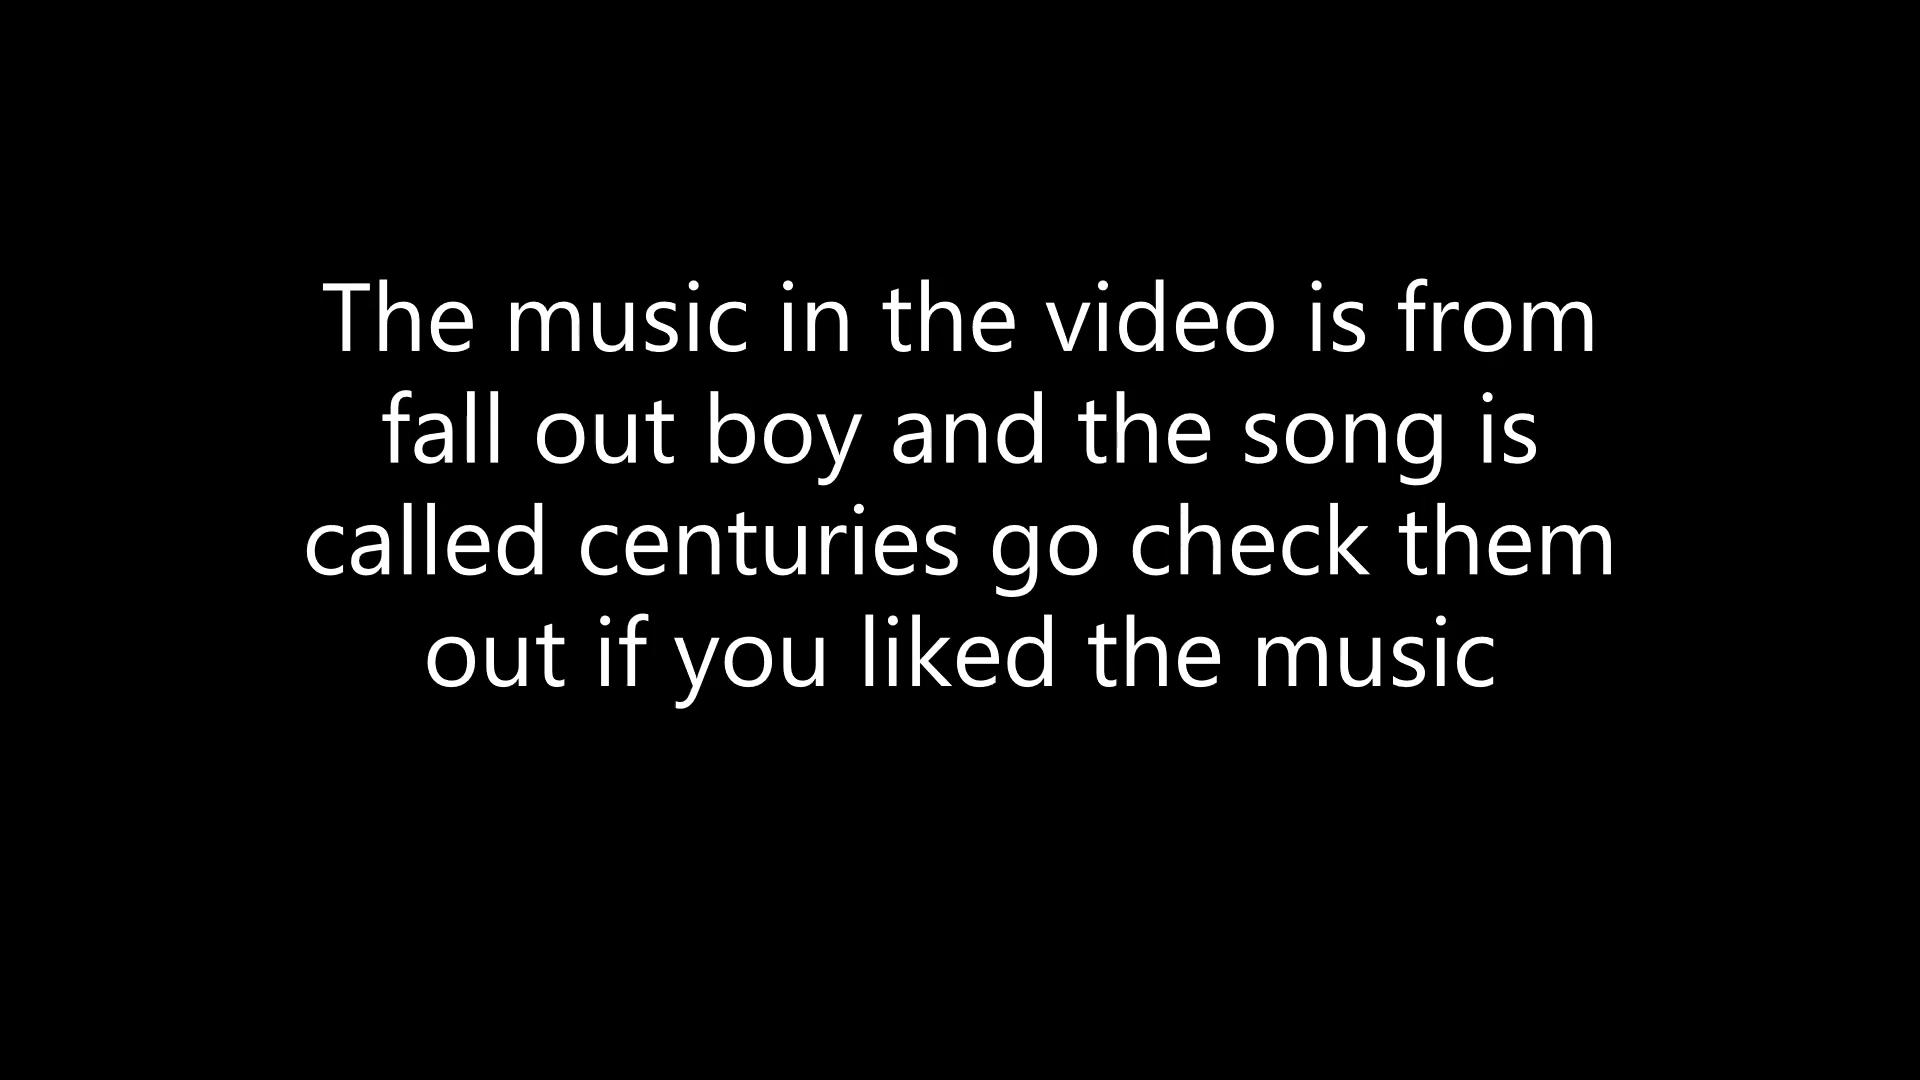 The music in the video is from
fall out boy and the song is
called centuries go check them
out if you liked the music